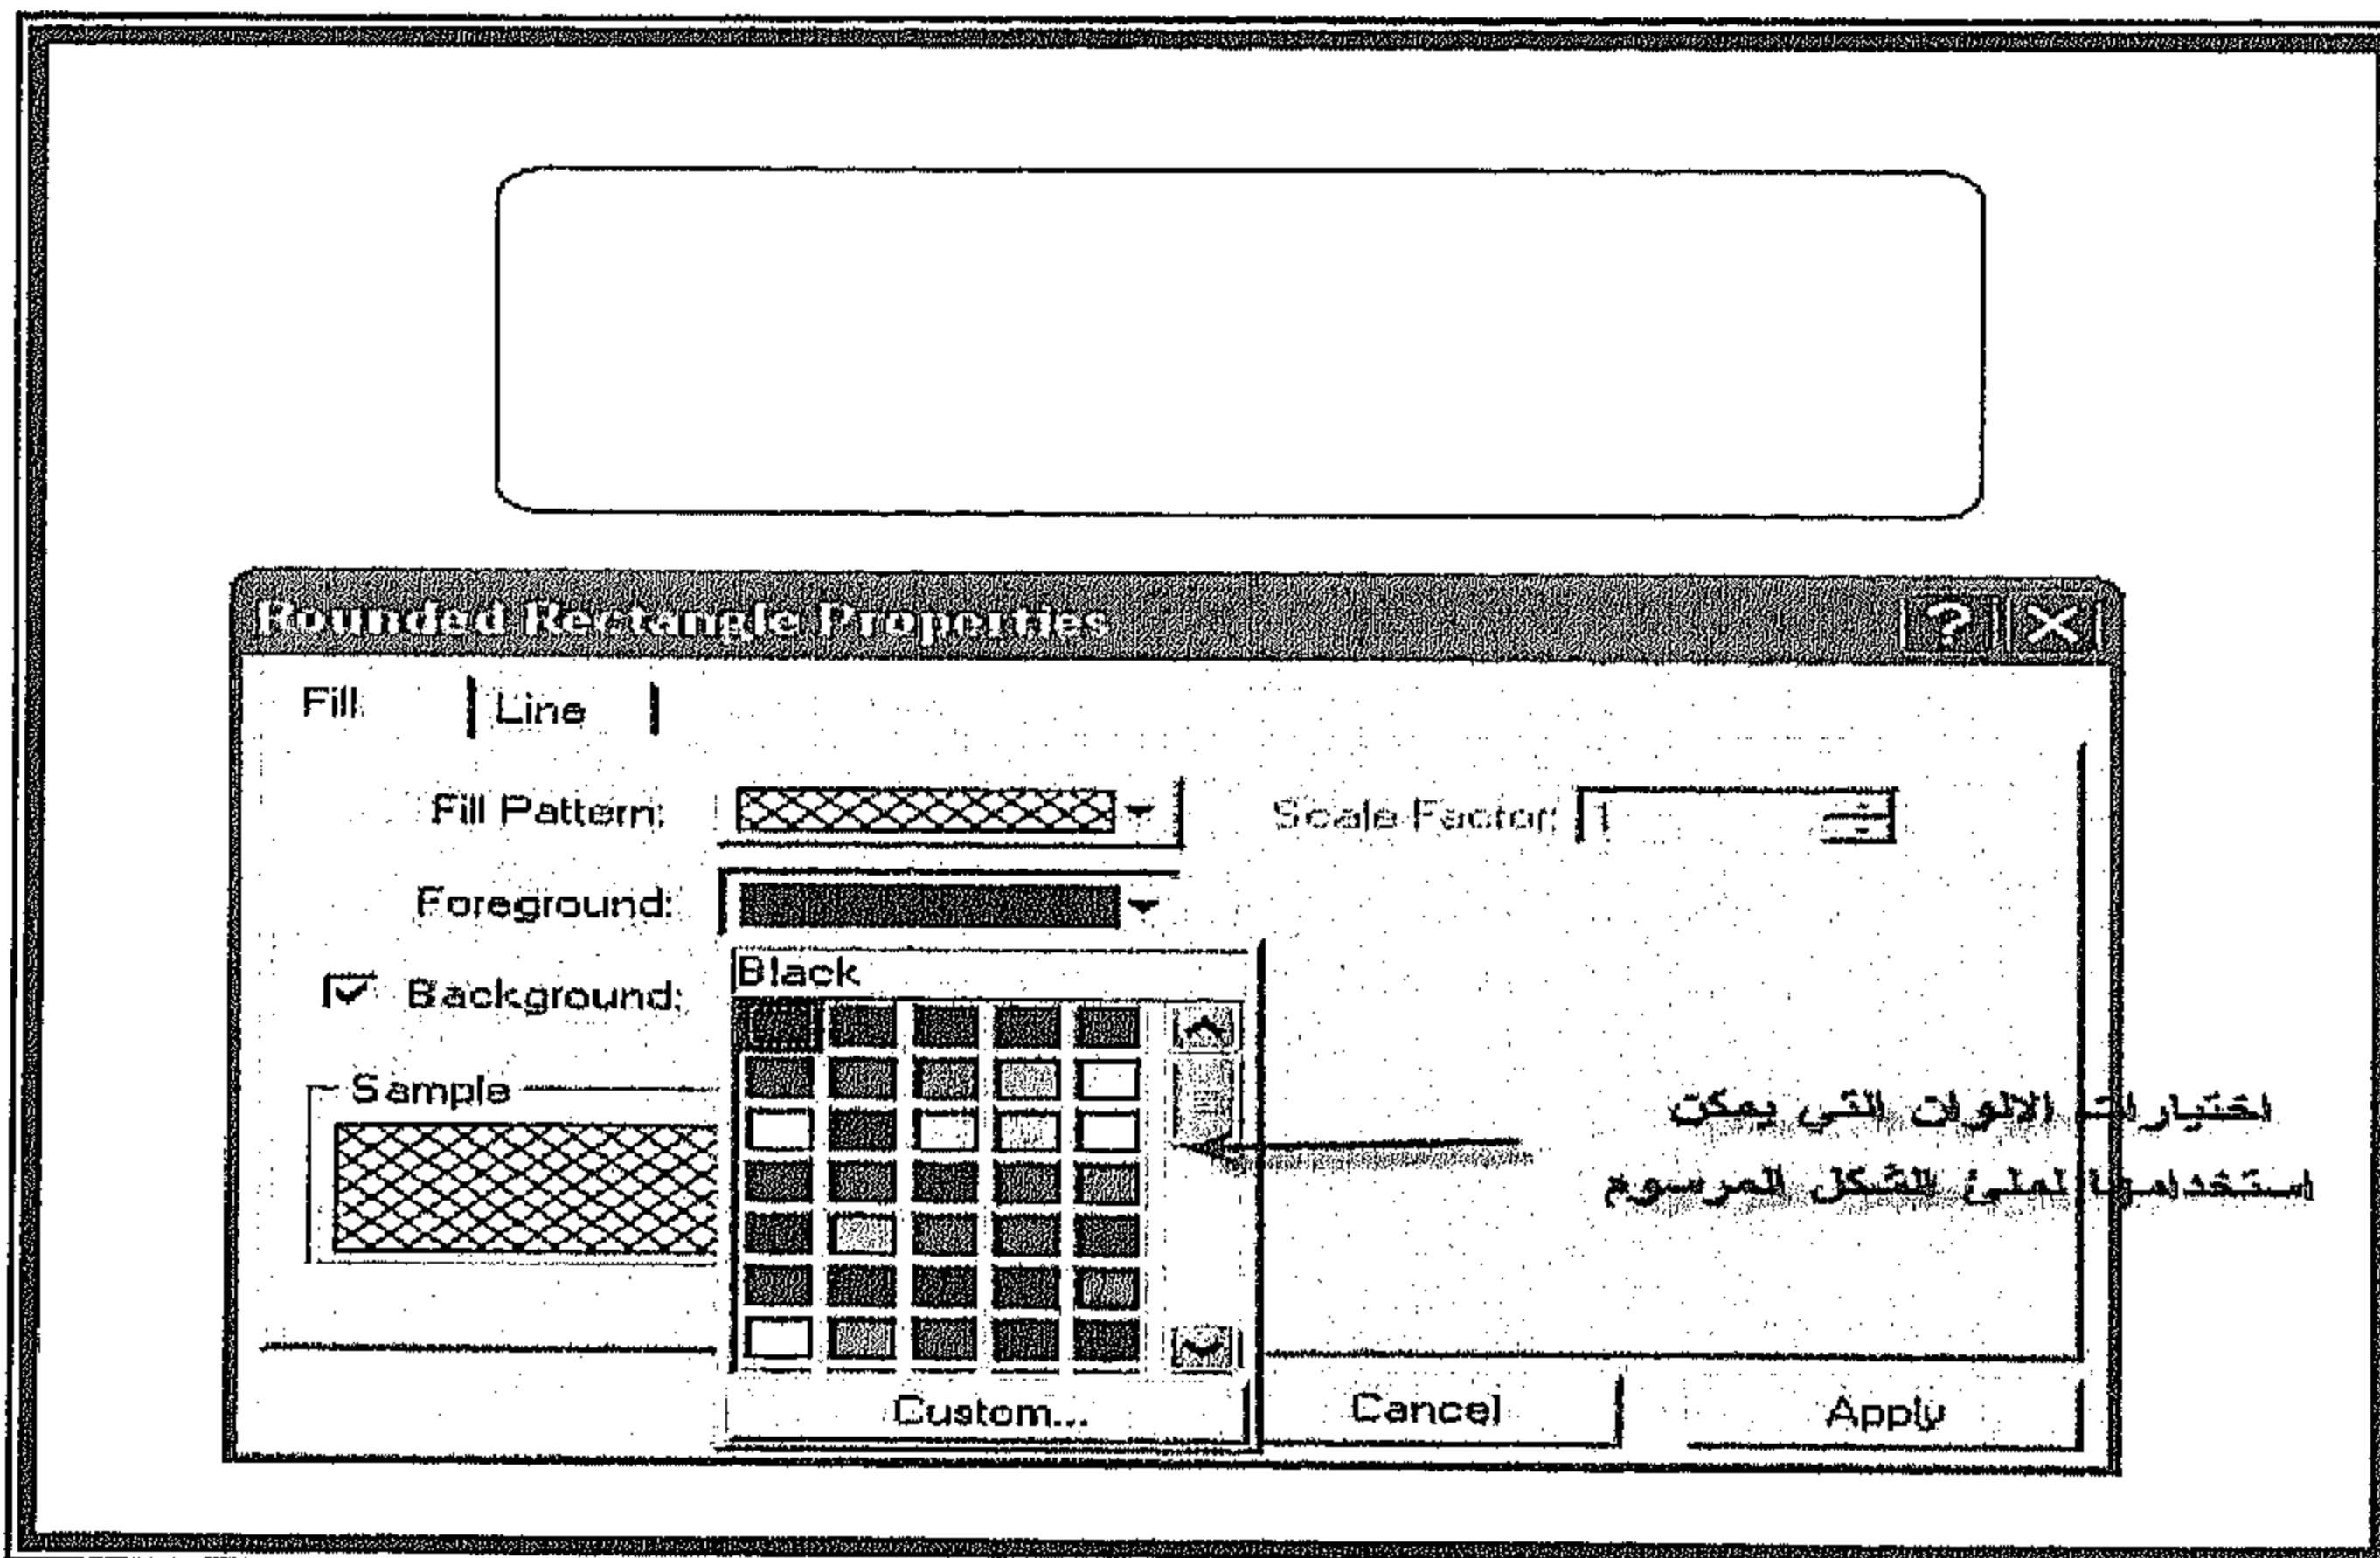 Rounded Rectangle Properties
Fill
Line
Fill Pattern:
Scale Factor: 1
Foreground:
Black
Background:
Sample
اختيارات الالوان التي يمكن
استخدامها لملئ الشكل المرسوم
Custom...
Cancel
Apply